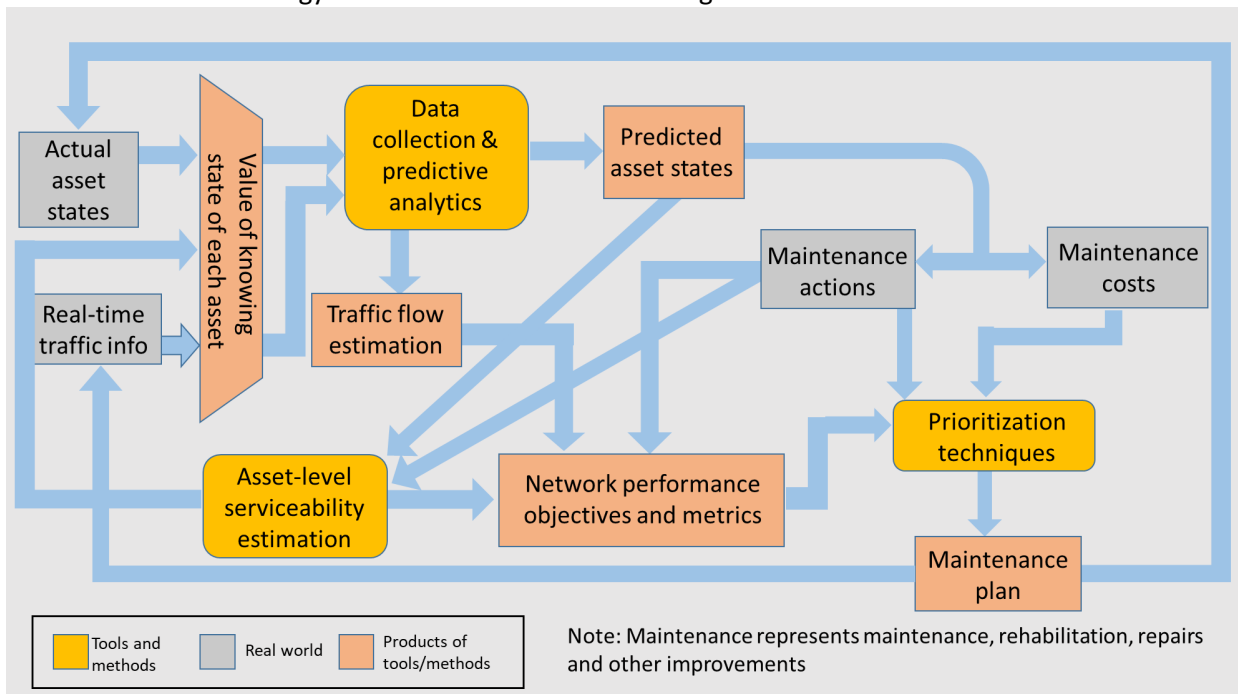 Data
collection &
predictive
analytics
Predicted
asset states
Actual
asset
states
Value of knowing
state of each asset
Maintenance
actions
Maintenance
costs
Real-time
traffic info
Traffic flow
estimation
Prioritization
techniques
Asset-level
serviceability
estimation
Network performance
objectives and metrics
Maintenance
plan
Tools and
methods
Real world
Products of
tools/methods
Note: Maintenance represents maintenance, rehabilitation, repairs
and other improvements